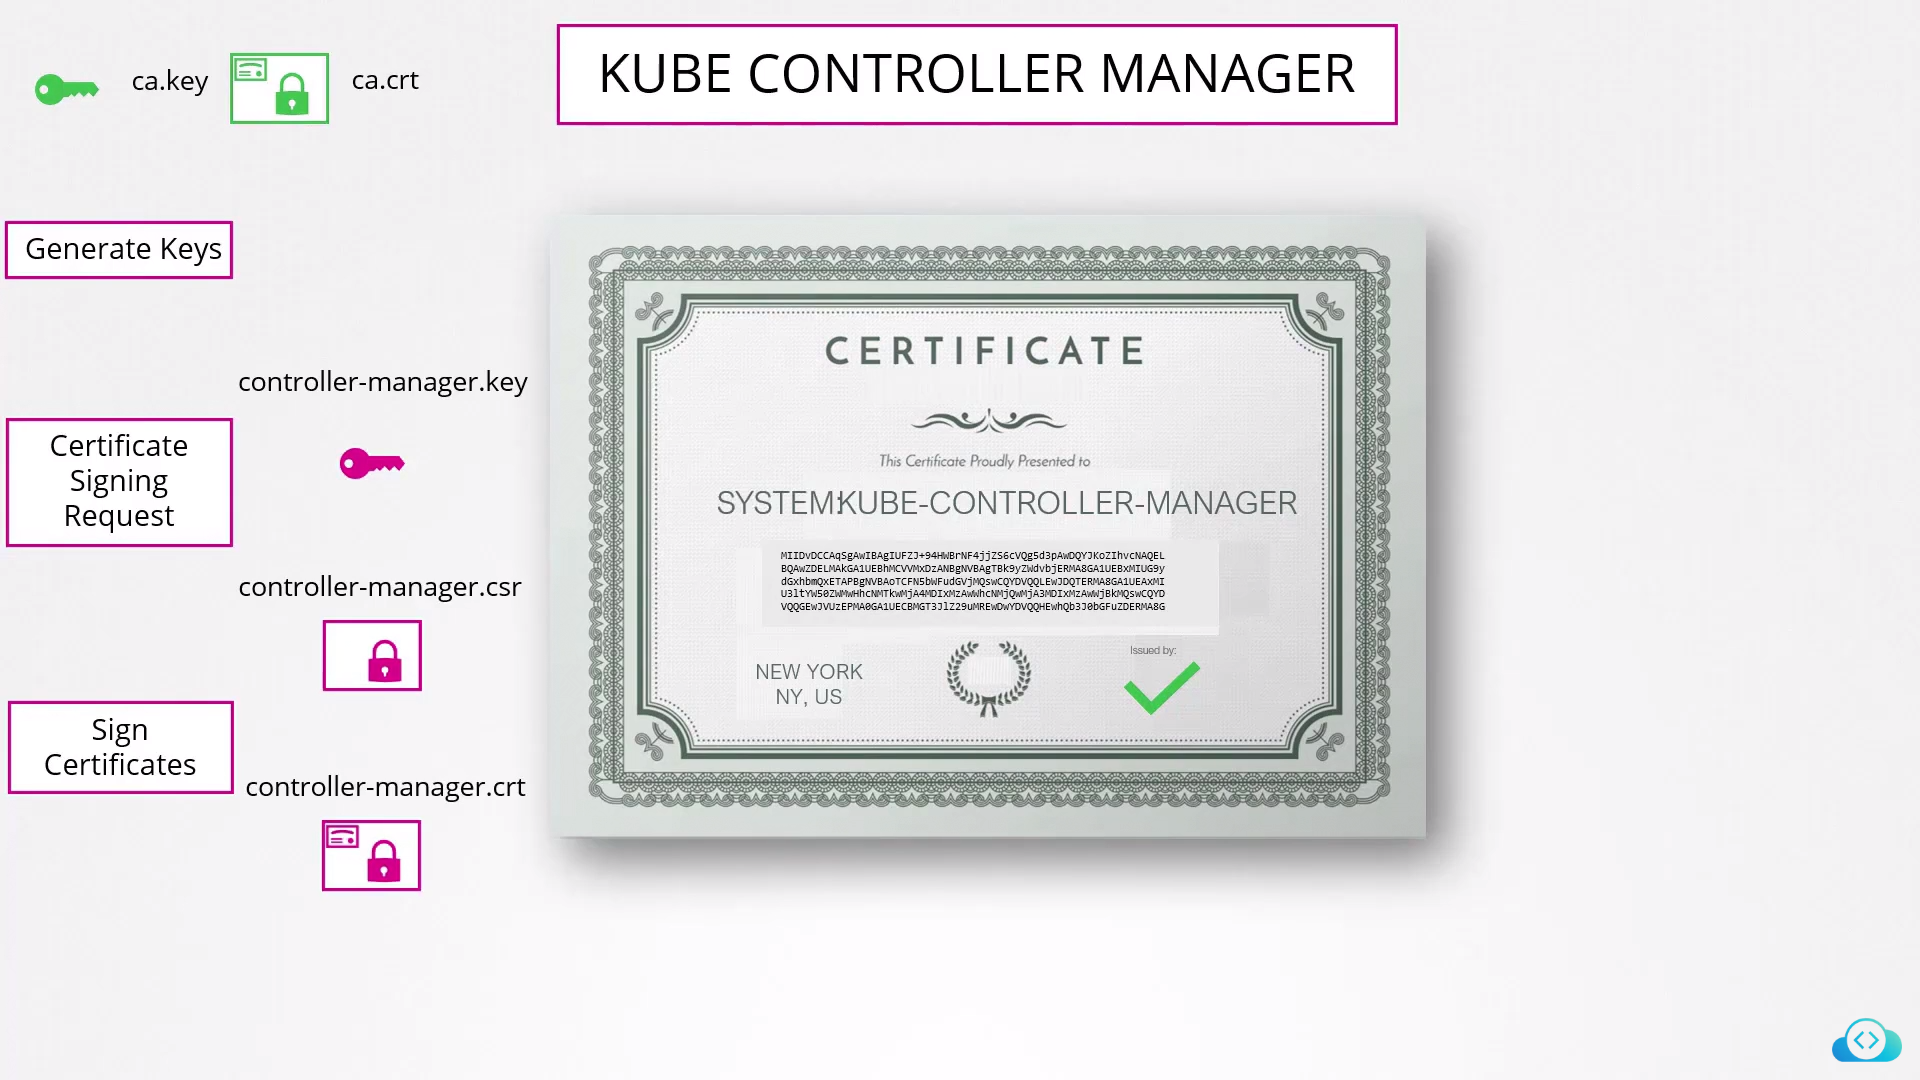 ca.key
ca.crt
KUBE CONTROLLER MANAGER
Generate Keys
controller-manager.key
Certificate
Signing
Request
controller-manager.csr
Sign
Certificates
controller-manager.crt
CERTIFICATE
This Certificate Proudly Presented to
SYSTEM:KUBE-CONTROLLER-MANAGER
MIIDvDCCAqSgAwIBAgIUFZJ+94HWBrNF4jjZS6cVQg5d3pAwDQYJKoZIhvcNAQEL
BQAwZDELMAkGA1UEBhMCVVMxDzANBgNVBAgTBk9yZWdvbjERMA8GA1UEBxMIUG9y
dGxhbmQxETAPBgNVBAoTCFN5bWFudGVjMQswCQYDVQQLEwJDQTERMA8GA1UEAxMI
U3ltYW50ZWMwHhcNMTkwMjA4MDIxMzAwWhcNMjQwMjA3MDIxMzAwWjBkMQswCQYD
VQQGEwJVUzEPMA0GA1UECBMGT3JlZ29uMREwDwYDVQQHEwhQb3J0bGFuZDERMA8G
NEW YORK
NY, US
Issued by: